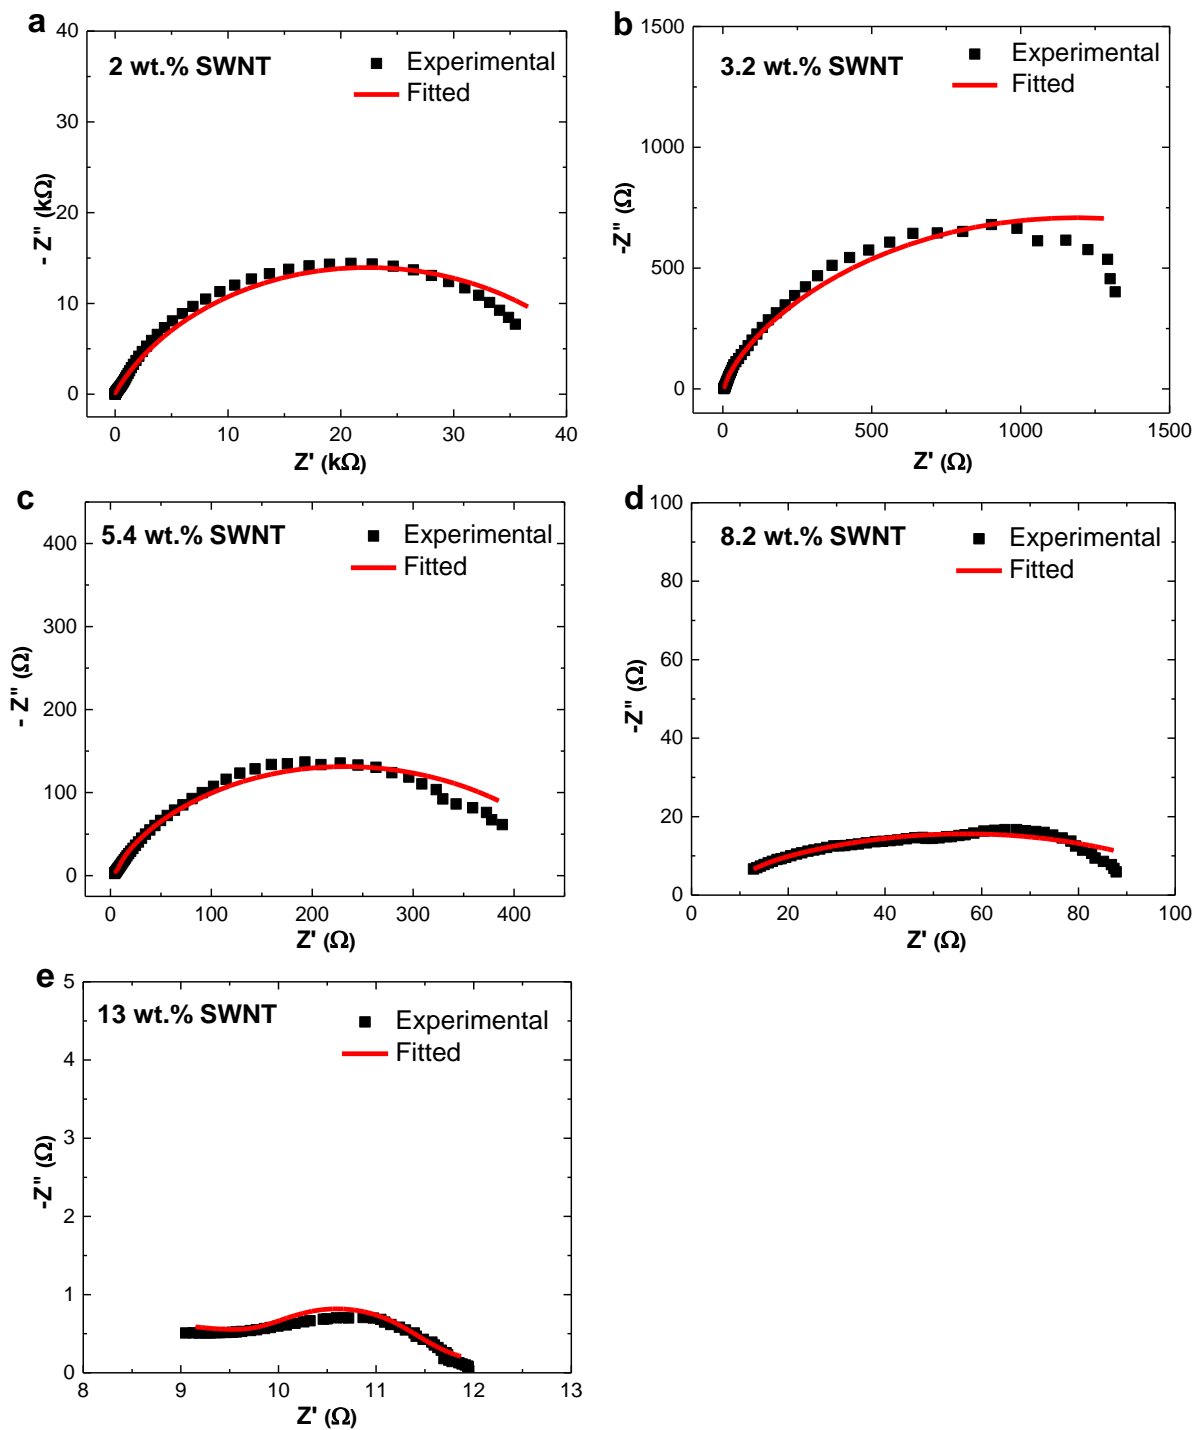 a
2 wt.% SWNT
Experimental
Fitted
40
30
20
10
0
- Z" (kΩ)
0 10 20 30 40
Z' (kΩ)
b
3.2 wt.% SWNT
Experimental
Fitted
1500
1000
500
0
-Z" (Ω)
0 500 1000 1500
Z' (Ω)
c
5.4 wt.% SWNT
Experimental
Fitted
400
300
200
100
0
- Z" (Ω)
0 100 200 300 400
Z' (Ω)
d
8.2 wt.% SWNT
Experimental
Fitted
100
80
60
40
20
0
-Z" (Ω)
0 20 40 60 80 100
Z' (Ω)
e
13 wt.% SWNT
Experimental
Fitted
5
4
3
2
1
0
-Z" (Ω)
8 9 10 11 12 13
Z' (Ω)